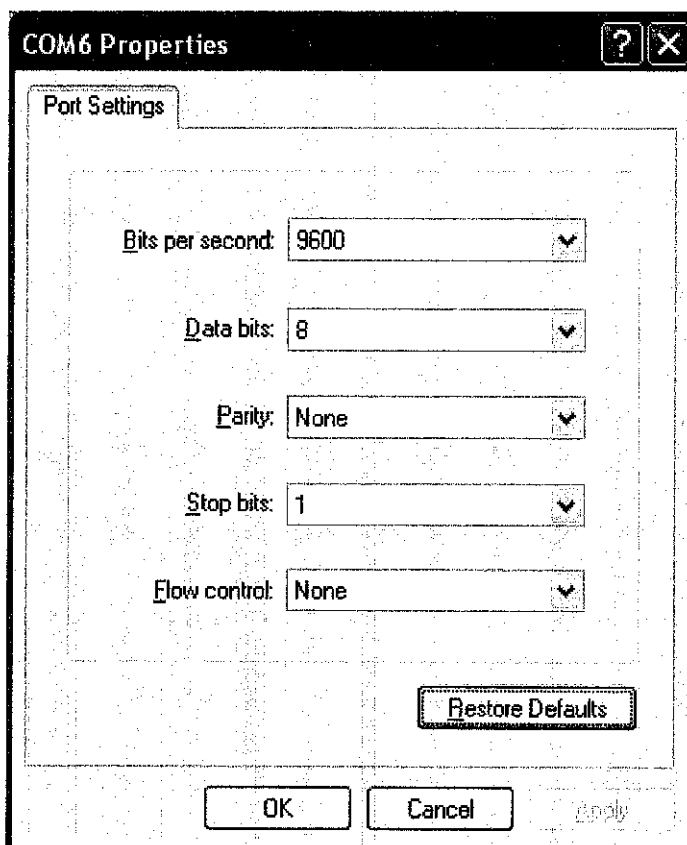 COM6 Properties
Port Settings
Bits per second: 9600
Data bits: 8
Parity: None
Stop bits: 1
Flow control: None
Restore Defaults
OK Cancel Apply